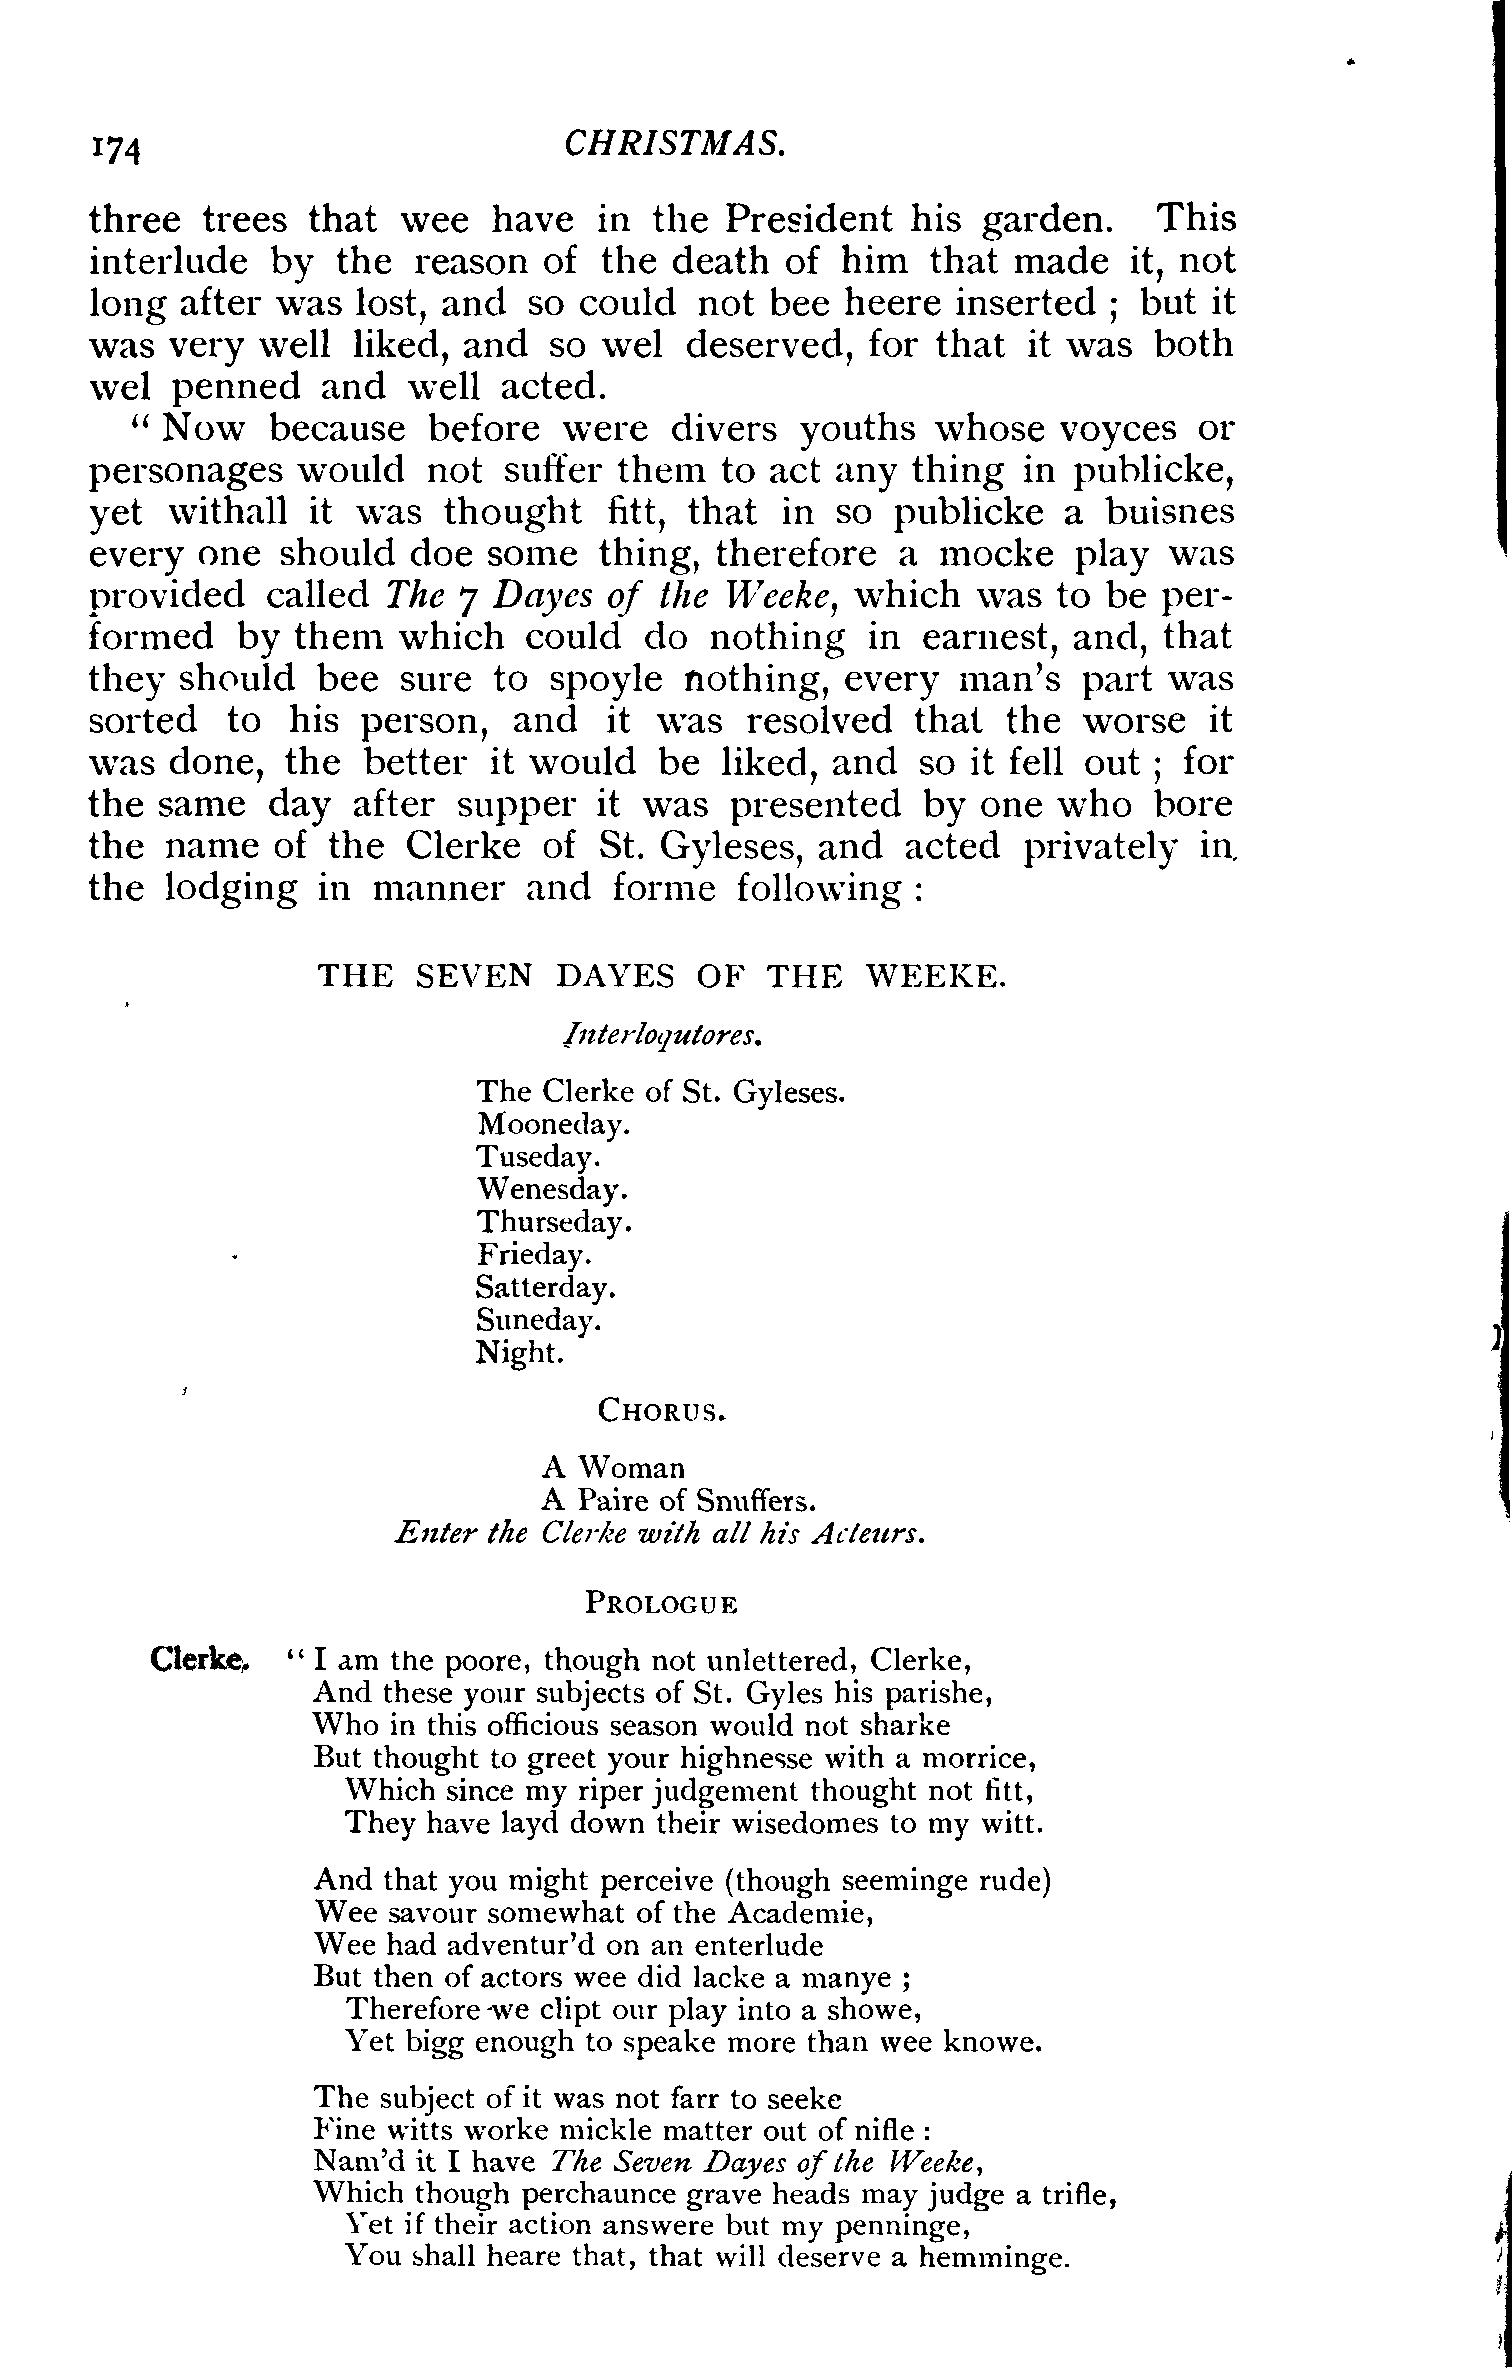 174 CHRISTMAS.
three trees that wee have in the President his garden. This
interlude by the reason of the death of him that made it, not
long after was lost, and so could not bee heere inserted ; but it
was very well liked, and so wel deserved, for that it was both
wel penned and well acted.
“ Now because before were divers youths whose voyces or
personages would not suffer them to act any thing in publicke,
yet withall it was thought fitt, that in so publicke a buisnes
every one should doe some thing, therefore a mocke play was
provided called The 7 Dayes of the Weeke, which was to be per-
formed by them which could do nothing in earnest, and, that
they should bee sure to spoyle nothing, every man's part was
sorted to his person, and it was resolved that the worse it
was done, the better it would be liked, and so it fell out ; for
the same day after supper it was presented by one who bore
the name of the Clerke of St. Gyleses, and acted privately in
the lodging in manner and forme following :
THE SEVEN DAYES OF THE WEEKE.
Interloqutores.
The Clerke of St. Gyleses.
Mooneday.
Tuseday.
Wenesday.
Thurseday.
Frieday.
Satterday.
Suneday.
Night.
CHORUS.
A Woman
A Paire of Snuffers.
Enter the Clerke with all his Acteurs.
PROLOGUE
Clerke. “ I am the poore, though not unlettered, Clerke,
And these your subjects of St. Gyles his parishe,
Who in this officious season would not sharke
But thought to greet your highnesse with a morrice,
Which since my riper judgement thought not fitt,
They have layd down their wisedomes to my witt.
And that you might perceive (though seeminge rude)
Wee savour somewhat of the Academie,
Wee had adventur'd on an enterlude
But then of actors wee did lacke a manye ;
Therefore we clipt our play into a showe,
Yet bigg enough to speake more than wee knowe.
The subject of it was not farr to seeke
Fine witts worke mickle matter out of nifle :
Nam'd it I have The Seven Dayes of the Weeke,
Which though perchaunce grave heads may judge a trifle,
Yet if their action answere but my penninge,
You shall heare that, that will deserve a hemminge.